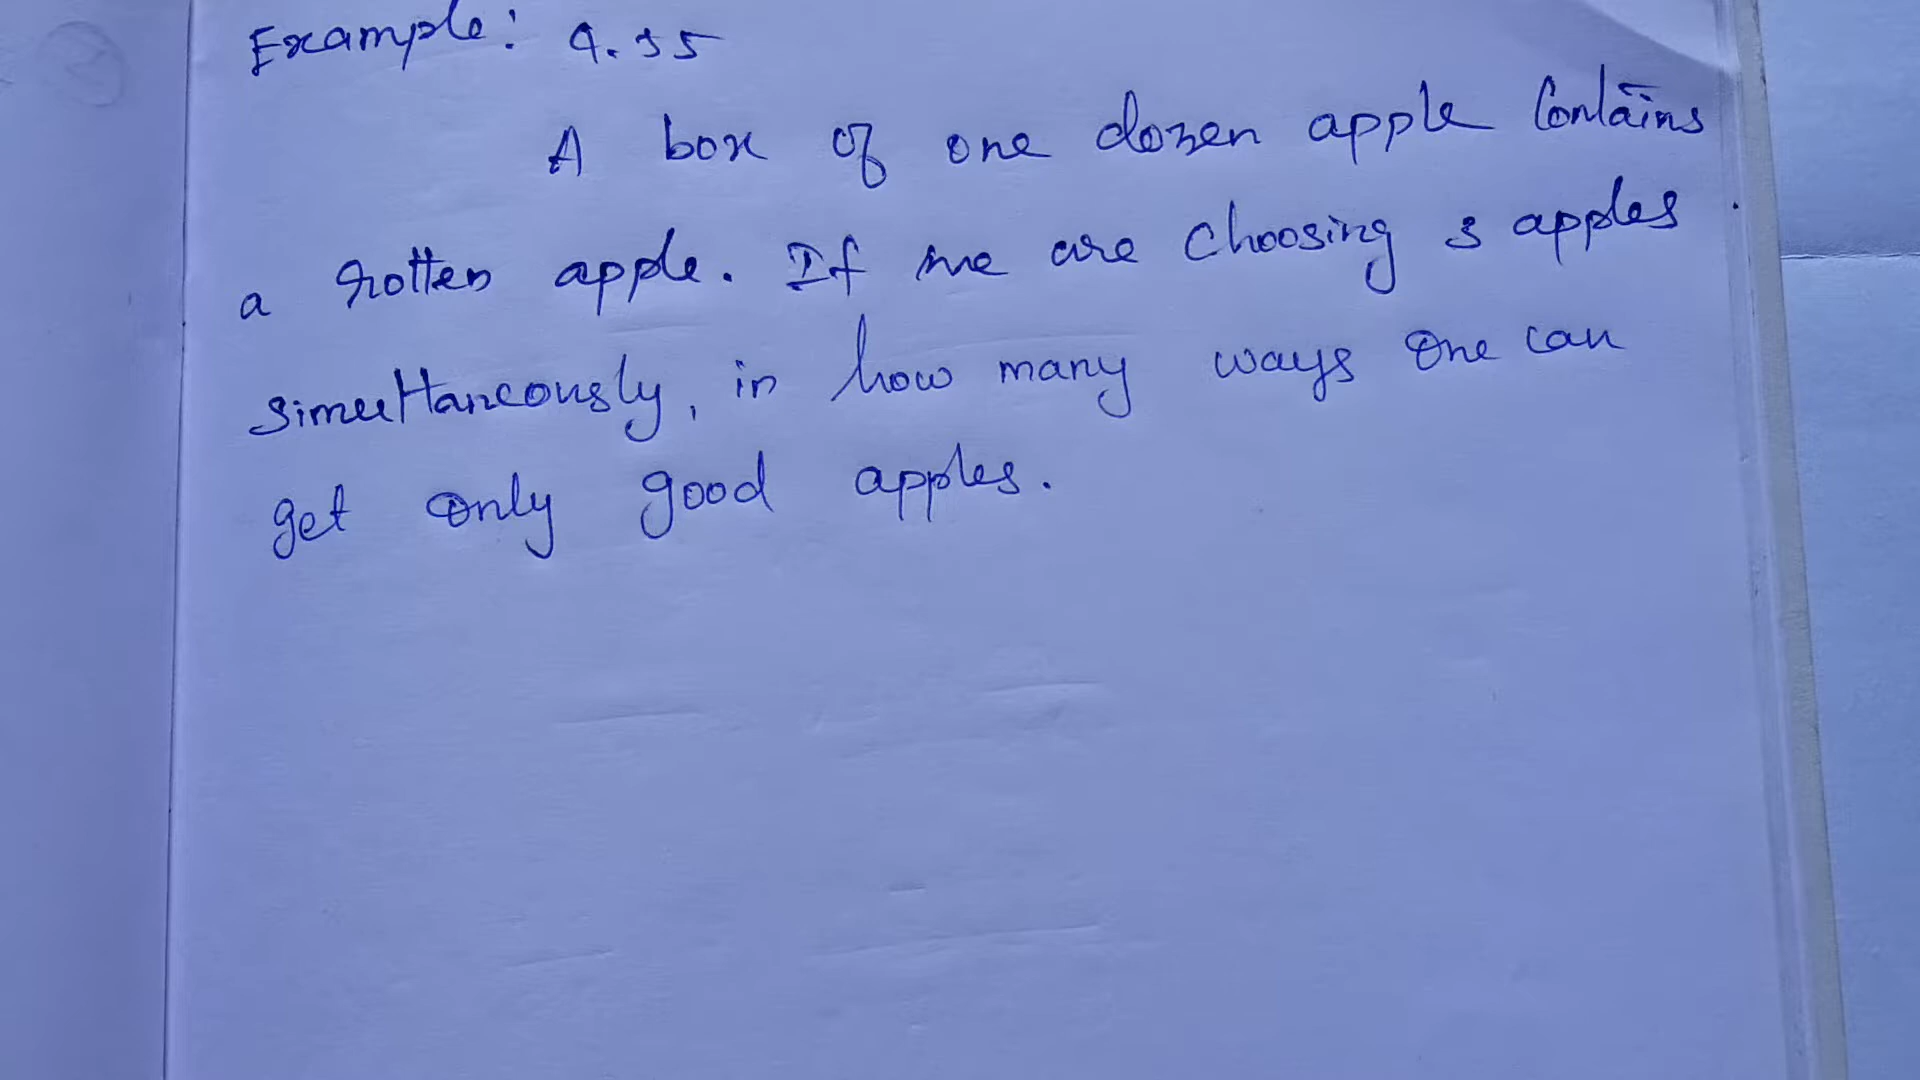 Example: 4.55
A box of one dozen apple Contains
a rotten apple. If we are choosing 3 apples
simultaneously, in how many ways One can
get only good apples.